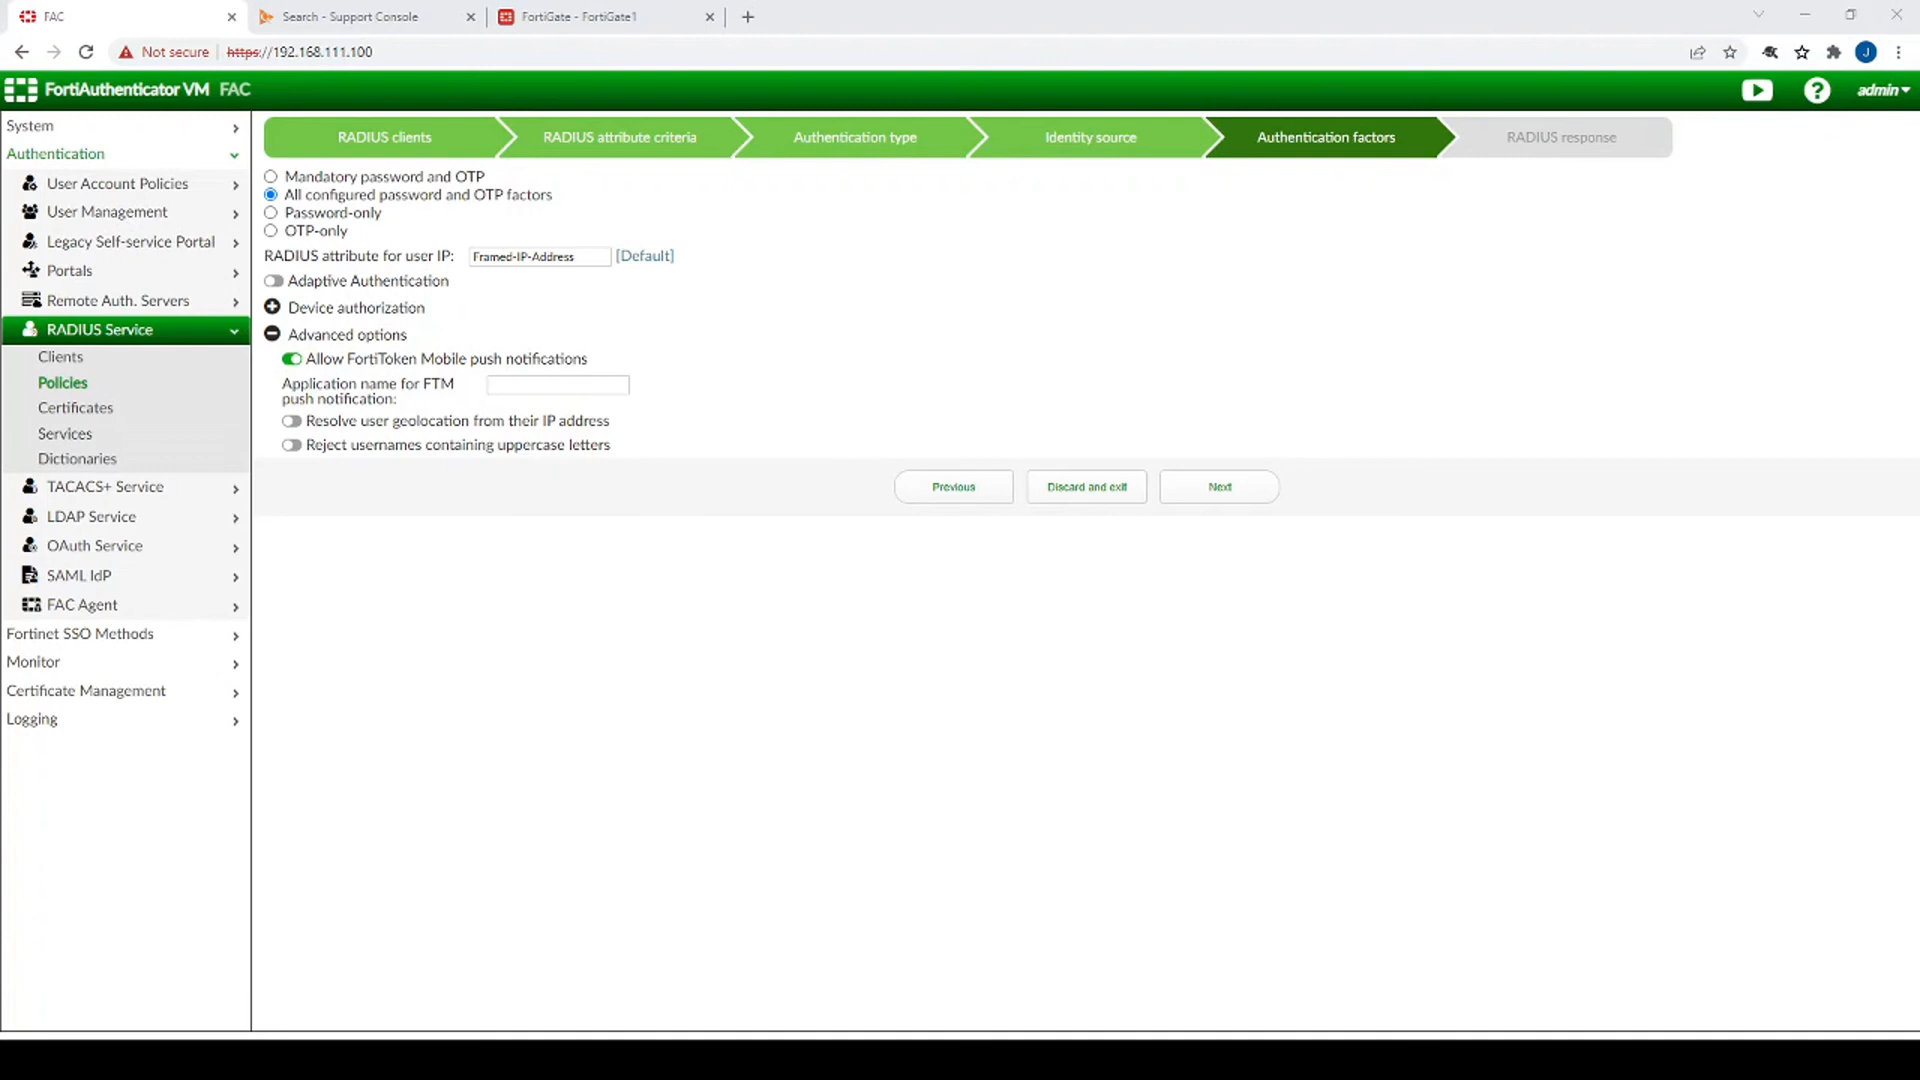 FAC
Search - Support Console
FortiGate - FortiGate1
Not secure
https://192.168.111.100
J
FortiAuthenticator VM FAC
admin
System
Authentication
User Account Policies
User Management
Legacy Self-service Portal
Portals
Remote Auth. Servers
RADIUS Service
Clients
Policies
Certificates
Services
Dictionaries
TACACS+ Service
LDAP Service
OAuth Service
SAML IdP
FAC Agent
Fortinet SSO Methods
Monitor
Certificate Management
Logging
RADIUS clients
RADIUS attribute criteria
Authentication type
Identity source
Authentication factors
RADIUS response
Mandatory password and OTP
All configured password and OTP factors
Password-only
OTP-only
RADIUS attribute for user IP: Framed-IP-Address [Default]
Adaptive Authentication
Device authorization
Advanced options
Allow FortiToken Mobile push notifications
Application name for FTM
push notification:
Resolve user geolocation from their IP address
Reject usernames containing uppercase letters
Previous
Discard and exit
Next